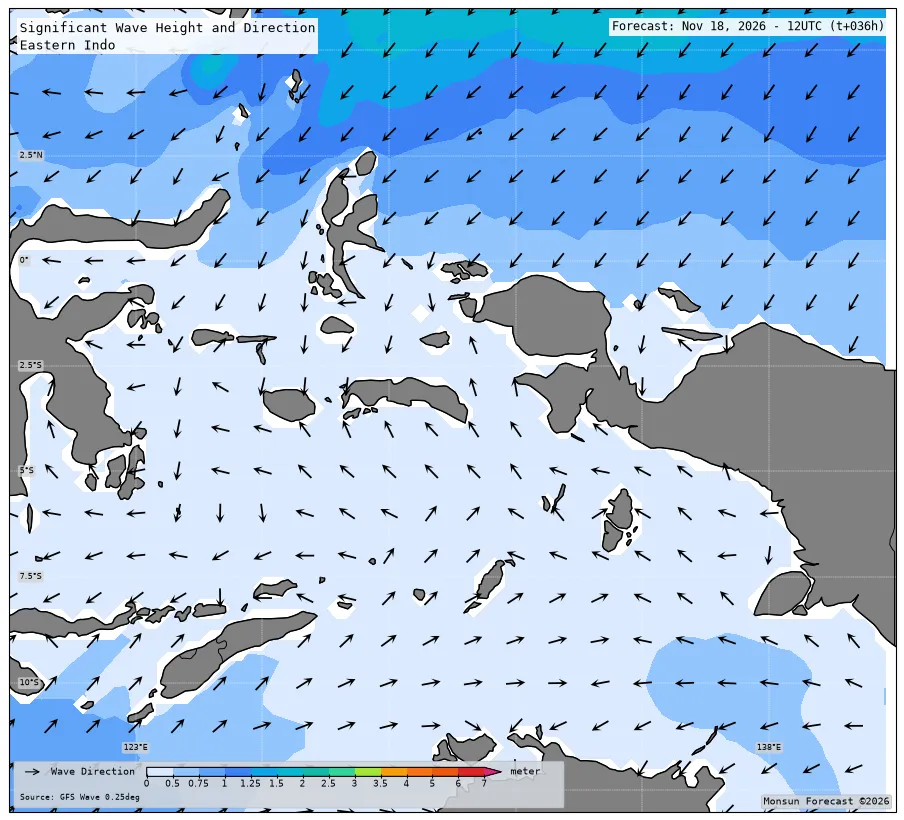 Significant Wave Height and Direction
Eastern Indo
Forecast: Nov 18, 2026 - 12UTC (t+036h)
2.5°N
0°
2.5°S
5°S
7.5°S
10°S
123°E
138°E
Wave Direction
meter
0 0.5 0.75 1 1.25 1.5 2 2.5 3 3.5 4 5 6 7
Source: GFS Wave 0.25deg
Monsun Forecast ©2026